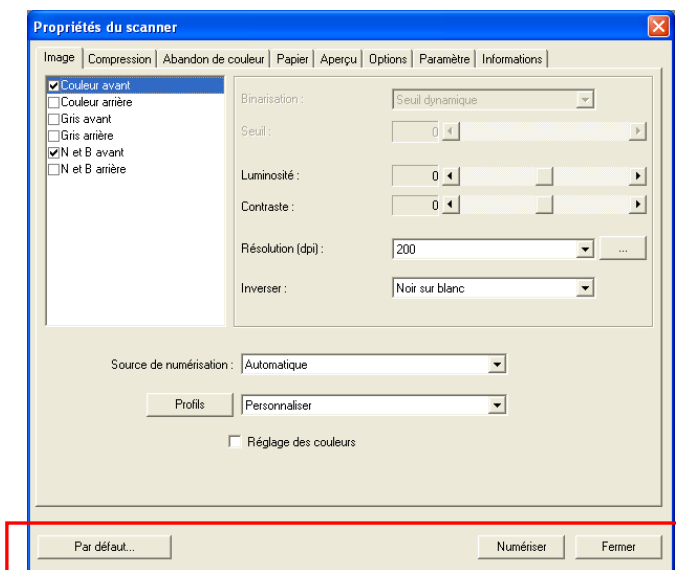 Propriétés du scanner
Image Compression Abandon de couleur Papier Aperçu Options Paramètre Informations
Couleur avant
Couleur arrière
Gris avant
Gris arrière
N et B avant
N et B arrière
Binarisation : Seuil dynamique
Seuil : 0
Luminosité : 0
Contraste : 0
Résolution (dpi) : 200 ...
Inverser : Noir sur blanc
Source de numérisation : Automatique
Profils Personnaliser
Réglage des couleurs
Par défaut... Numériser Fermer